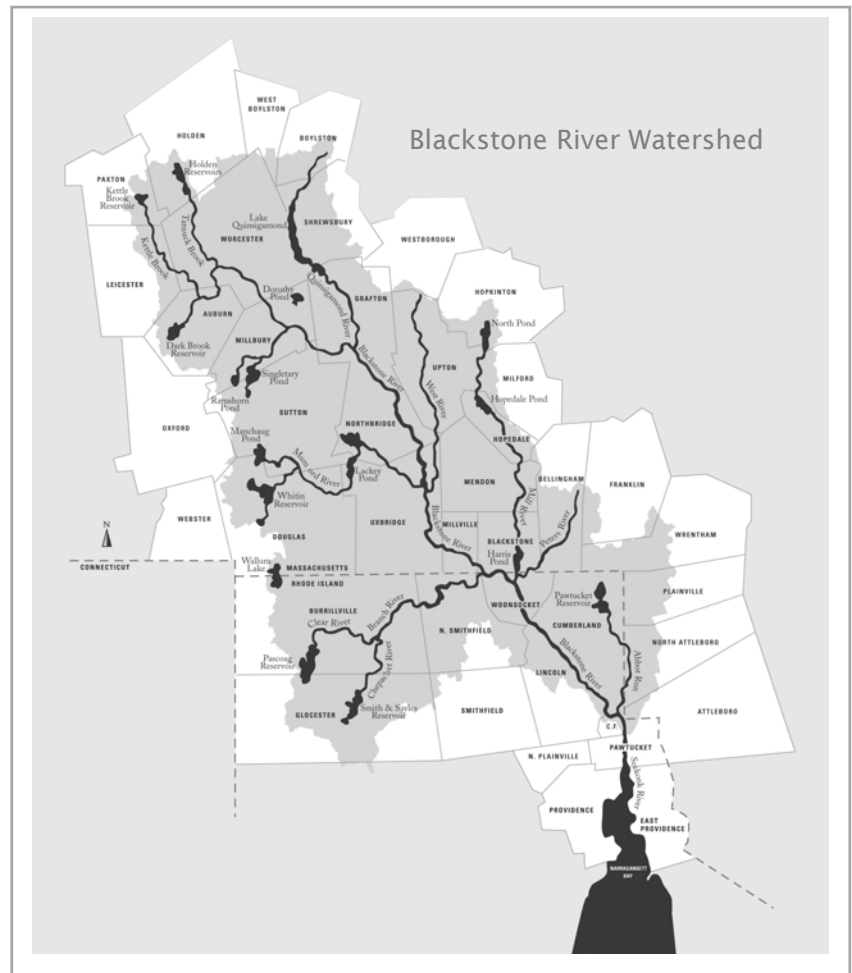 Blackstone River Watershed
WEST
BOYLSTON
HOLDEN
BOYLSTON
Holden
Reservoirs
PAXTON
Kettle
Brook
Reservoir
Lake
Quinsigamond
SHREWSBURY
Tatnuck Brook
WORCESTER
WESTBOROUGH
Kettle Brook
LEICESTER
Quinsigamond River
HOPKINTON
Dorothy
Pond
GRAFTON
AUBURN
North Pond
MILLBURY
Dark Brook
Reservoir
Blackstone River
UPTON
Singletary
Pond
MILFORD
West River
Ramshorn
Pond
Hopedale Pond
SUTTON
NORTHBRIDGE
OXFORD
Manchaug
Pond
HOPEDALE
Mumford River
Lackey
Pond
BELLINGHAM
MENDON
FRANKLIN
Whitin
Reservoir
Mill River
WEBSTER
UXBRIDGE
Blackstone River
MILLVILLE
Peters River
N
DOUGLAS
BLACKSTONE
WRENTHAM
Harris
Pond
Wallum
Lake
CONNECTICUT
MASSACHUSETTS
RHODE ISLAND
PLAINVILLE
Pawtucket
Reservoir
WOONSOCKET
BURRILLVILLE
Branch River
Clear River
CUMBERLAND
N. SMITHFIELD
NORTH ATTLEBORO
Pascoag
Reservoir
Chepachet River
Blackstone River
Abbot Run
LINCOLN
Smith & Sayles
Reservoir
GLOCESTER
SMITHFIELD
ATTLEBORO
C.F.
PAWTUCKET
N. PLAINVILLE
Seekonk River
PROVIDENCE
EAST
PROVIDENCE
NARRAGANSETT
BAY